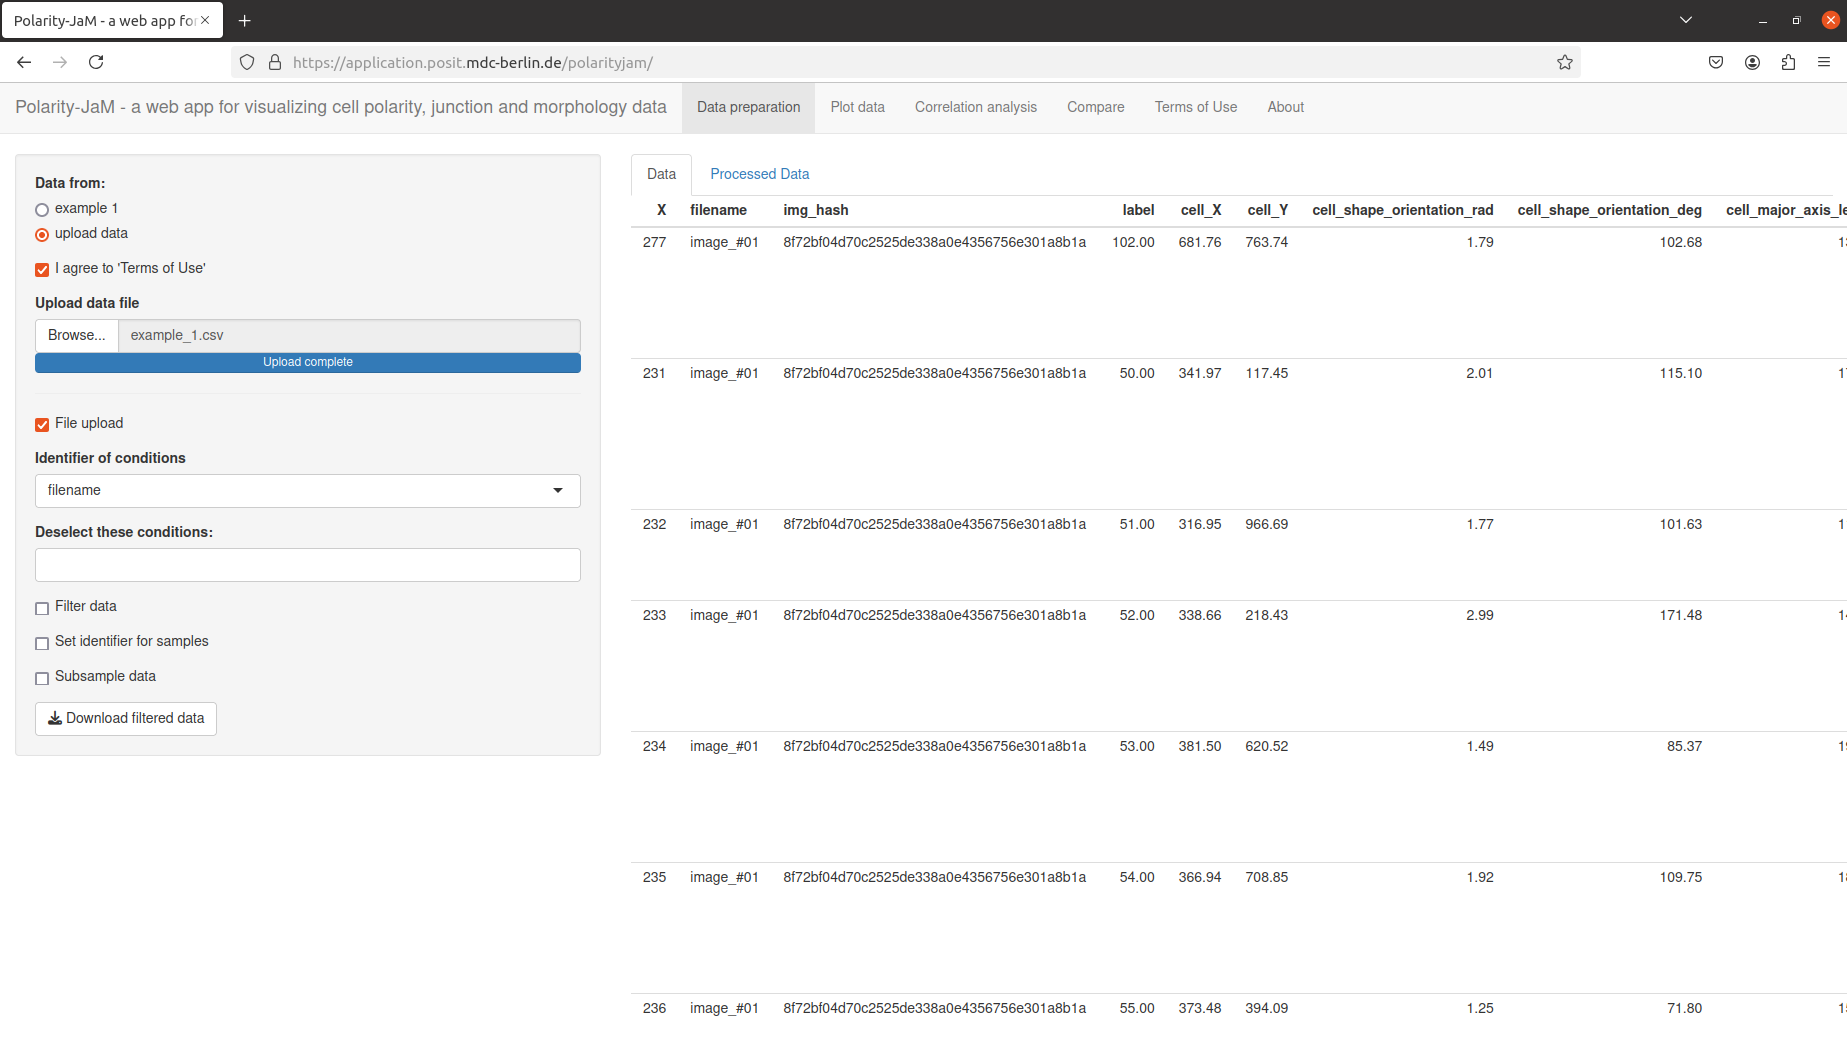 Polarity-JaM - a web app fo
https://application.posit.mdc-berlin.de/polarityjam/
Polarity-JaM - a web app for visualizing cell polarity, junction and morphology data Data preparation Plot data Correlation analysis Compare Terms of Use About
Data from:
example 1
upload data
I agree to 'Terms of Use'
Upload data file
Browse... example_1.csv
Upload complete
File upload
Identifier of conditions
filename
Deselect these conditions:
Filter data
Set identifier for samples
Subsample data
Download filtered data
Data Processed Data
X filename img_hash label cell_X cell_Y cell_shape_orientation_rad cell_shape_orientation_deg cell_major_axis_le
277 image_#01 8f72bf04d70c2525de338a0e4356756e301a8b1a 102.00 681.76 763.74 1.79 102.68
231 image_#01 8f72bf04d70c2525de338a0e4356756e301a8b1a 50.00 341.97 117.45 2.01 115.10
232 image_#01 8f72bf04d70c2525de338a0e4356756e301a8b1a 51.00 316.95 966.69 1.77 101.63
233 image_#01 8f72bf04d70c2525de338a0e4356756e301a8b1a 52.00 338.66 218.43 2.99 171.48
234 image_#01 8f72bf04d70c2525de338a0e4356756e301a8b1a 53.00 381.50 620.52 1.49 85.37
235 image_#01 8f72bf04d70c2525de338a0e4356756e301a8b1a 54.00 366.94 708.85 1.92 109.75
236 image_#01 8f72bf04d70c2525de338a0e4356756e301a8b1a 55.00 373.48 394.09 1.25 71.80